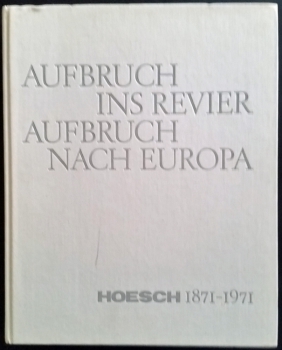 AUFBRUCH
INS REVIER
AUFBRUCH
NACH EUROPA
HOESCH 1871-1971